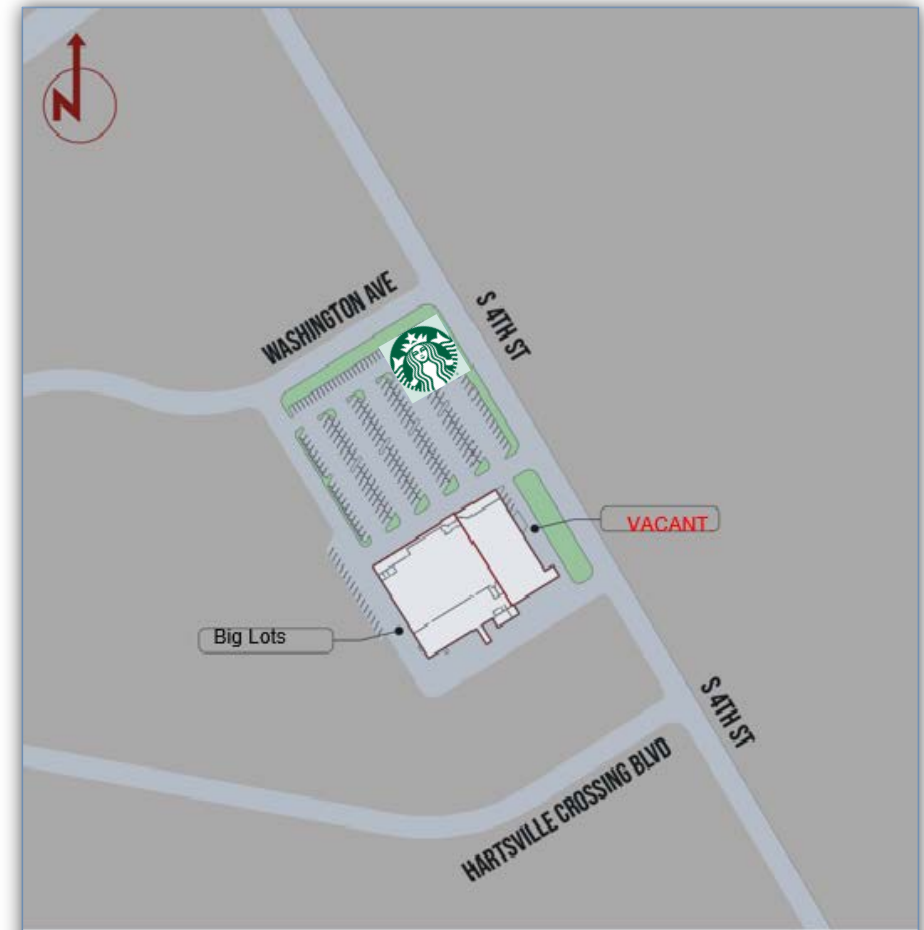 N
WASHINGTON AVE
S 4TH ST
VACANT
Big Lots
S 4TH ST
HARTSVILLE CROSSING BLVD